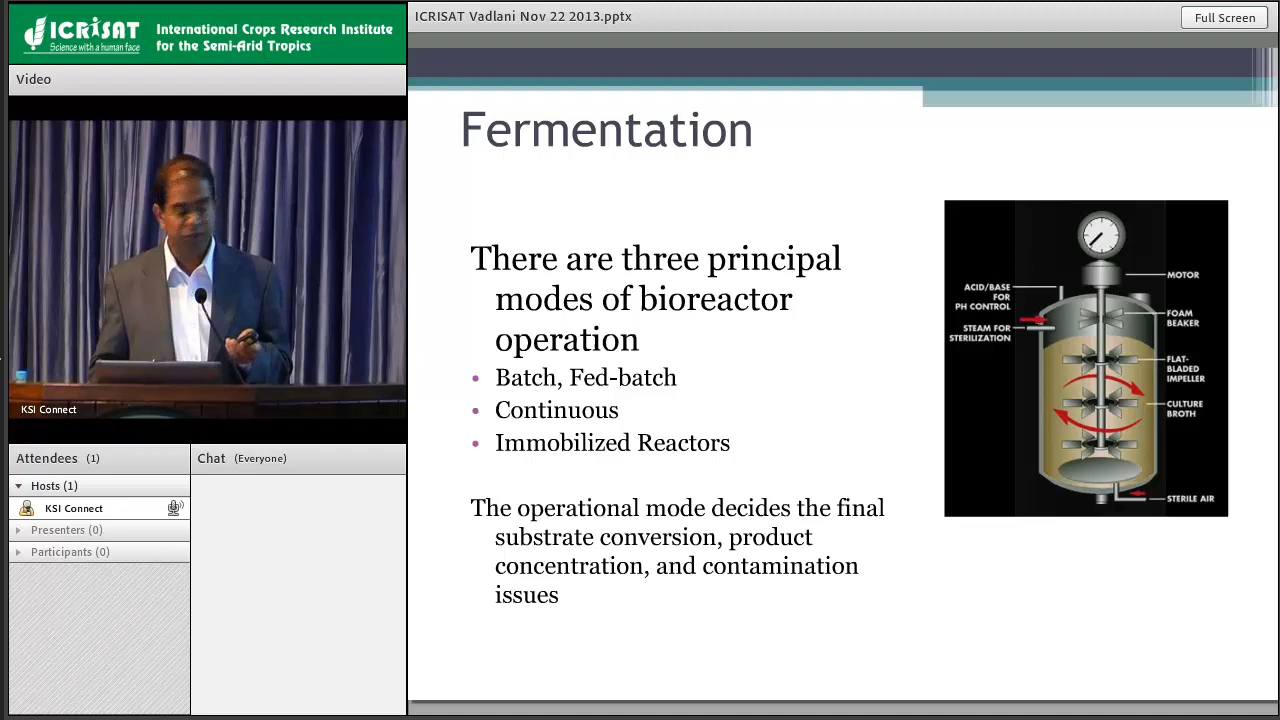 ICRISAT
Science with a human face
International Crops Research Institute
for the Semi-Arid Tropics
ICRISAT Vadlani Nov 22 2013.pptx
Full Screen
Video
KSI Connect
Attendees (1)
Hosts (1)
KSI Connect
Presenters (0)
Participants (0)
Chat (Everyone)
Fermentation
There are three principal
modes of bioreactor
operation
• Batch, Fed-batch
• Continuous
• Immobilized Reactors
The operational mode decides the final
substrate conversion, product
concentration, and contamination
issues
ACID/BASE
FOR
PH CONTROL
STEAM FOR
STERILIZATION
MOTOR
FOAM
BEAKER
FLAT-
BLADED
IMPELLER
CULTURE
BROTH
STERILE AIR